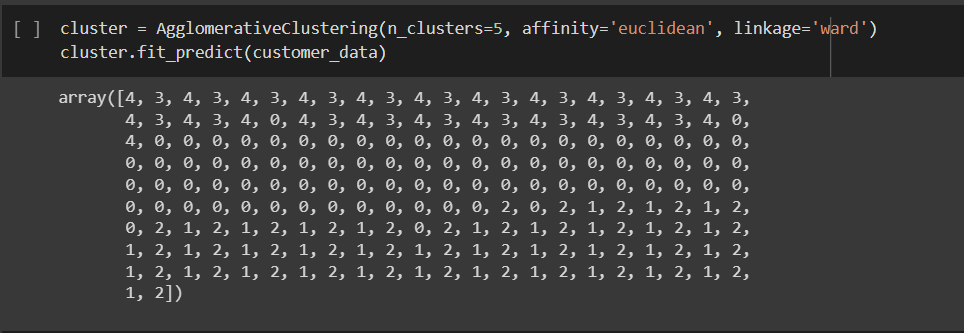 [ ] cluster = AgglomerativeClustering(n_clusters=5, affinity='euclidean', linkage='ward')
cluster.fit_predict(customer_data)
array([4, 3, 4, 3, 4, 3, 4, 3, 4, 3, 4, 3, 4, 3, 4, 3, 4, 3, 4, 3, 4, 3,
4, 3, 4, 3, 4, 0, 4, 3, 4, 3, 4, 3, 4, 3, 4, 3, 4, 3, 4, 3, 4, 0,
4, 0, 0, 0, 0, 0, 0, 0, 0, 0, 0, 0, 0, 0, 0, 0, 0, 0, 0, 0, 0, 0,
0, 0, 0, 0, 0, 0, 0, 0, 0, 0, 0, 0, 0, 0, 0, 0, 0, 0, 0, 0, 0, 0,
0, 0, 0, 0, 0, 0, 0, 0, 0, 0, 0, 0, 0, 0, 0, 0, 0, 0, 0, 0, 0, 0,
0, 0, 0, 0, 0, 0, 0, 0, 0, 0, 0, 0, 0, 2, 0, 2, 1, 2, 1, 2, 1, 2,
0, 2, 1, 2, 1, 2, 1, 2, 1, 2, 0, 2, 1, 2, 1, 2, 1, 2, 1, 2, 1, 2,
1, 2, 1, 2, 1, 2, 1, 2, 1, 2, 1, 2, 1, 2, 1, 2, 1, 2, 1, 2, 1, 2,
1, 2, 1, 2, 1, 2, 1, 2, 1, 2, 1, 2, 1, 2, 1, 2, 1, 2, 1, 2, 1, 2,
1, 2])